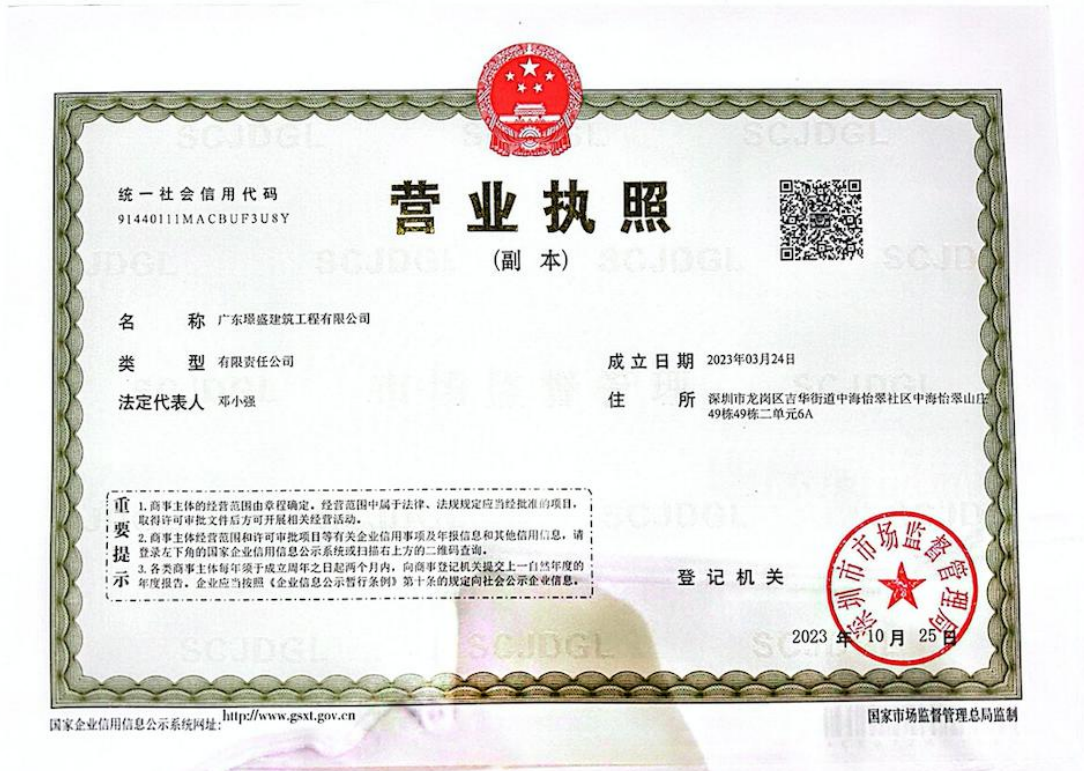 统一社会信用代码
91440111MACBUF3U8Y
营业执照
(副 本)
名 称 广东璟盛建筑工程有限公司
类 型 有限责任公司
成立日期 2023年03月24日
法定代表人 邓小强
住 所 深圳市龙岗区吉华街道中海怡翠社区中海怡翠山庄
49栋49栋二单元6A
重要提示
1.商事主体的经营范围由章程确定。经营范围中属于法律、法规规定应当经批准的项目,
取得许可审批文件后方可开展相关经营活动。
2.商事主体经营范围和许可审批项目等有关企业信用事项及年报信息和其他信用信息,请
登录左下角的国家企业信用信息公示系统或扫描右上方的二维码查询。
3.各类商事主体每年须于成立周年之日起两个月内,向商事登记机关提交上一自然年度的
年度报告。企业应当按照《企业信息公示暂行条例》第十条的规定向社会公示企业信息。
登记机关
深圳市市场监督管理局
2023 年 10 月 25 日
国家企业信用信息公示系统网址:http://www.gsxt.gov.cn
国家市场监督管理总局监制
SCJDGL